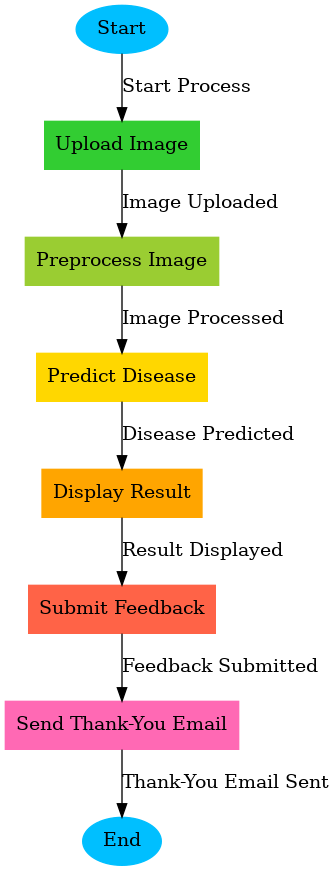 Start
Start Process
Upload Image
Image Uploaded
Preprocess Image
Image Processed
Predict Disease
Disease Predicted
Display Result
Result Displayed
Submit Feedback
Feedback Submitted
Send Thank-You Email
Thank-You Email Sent
End